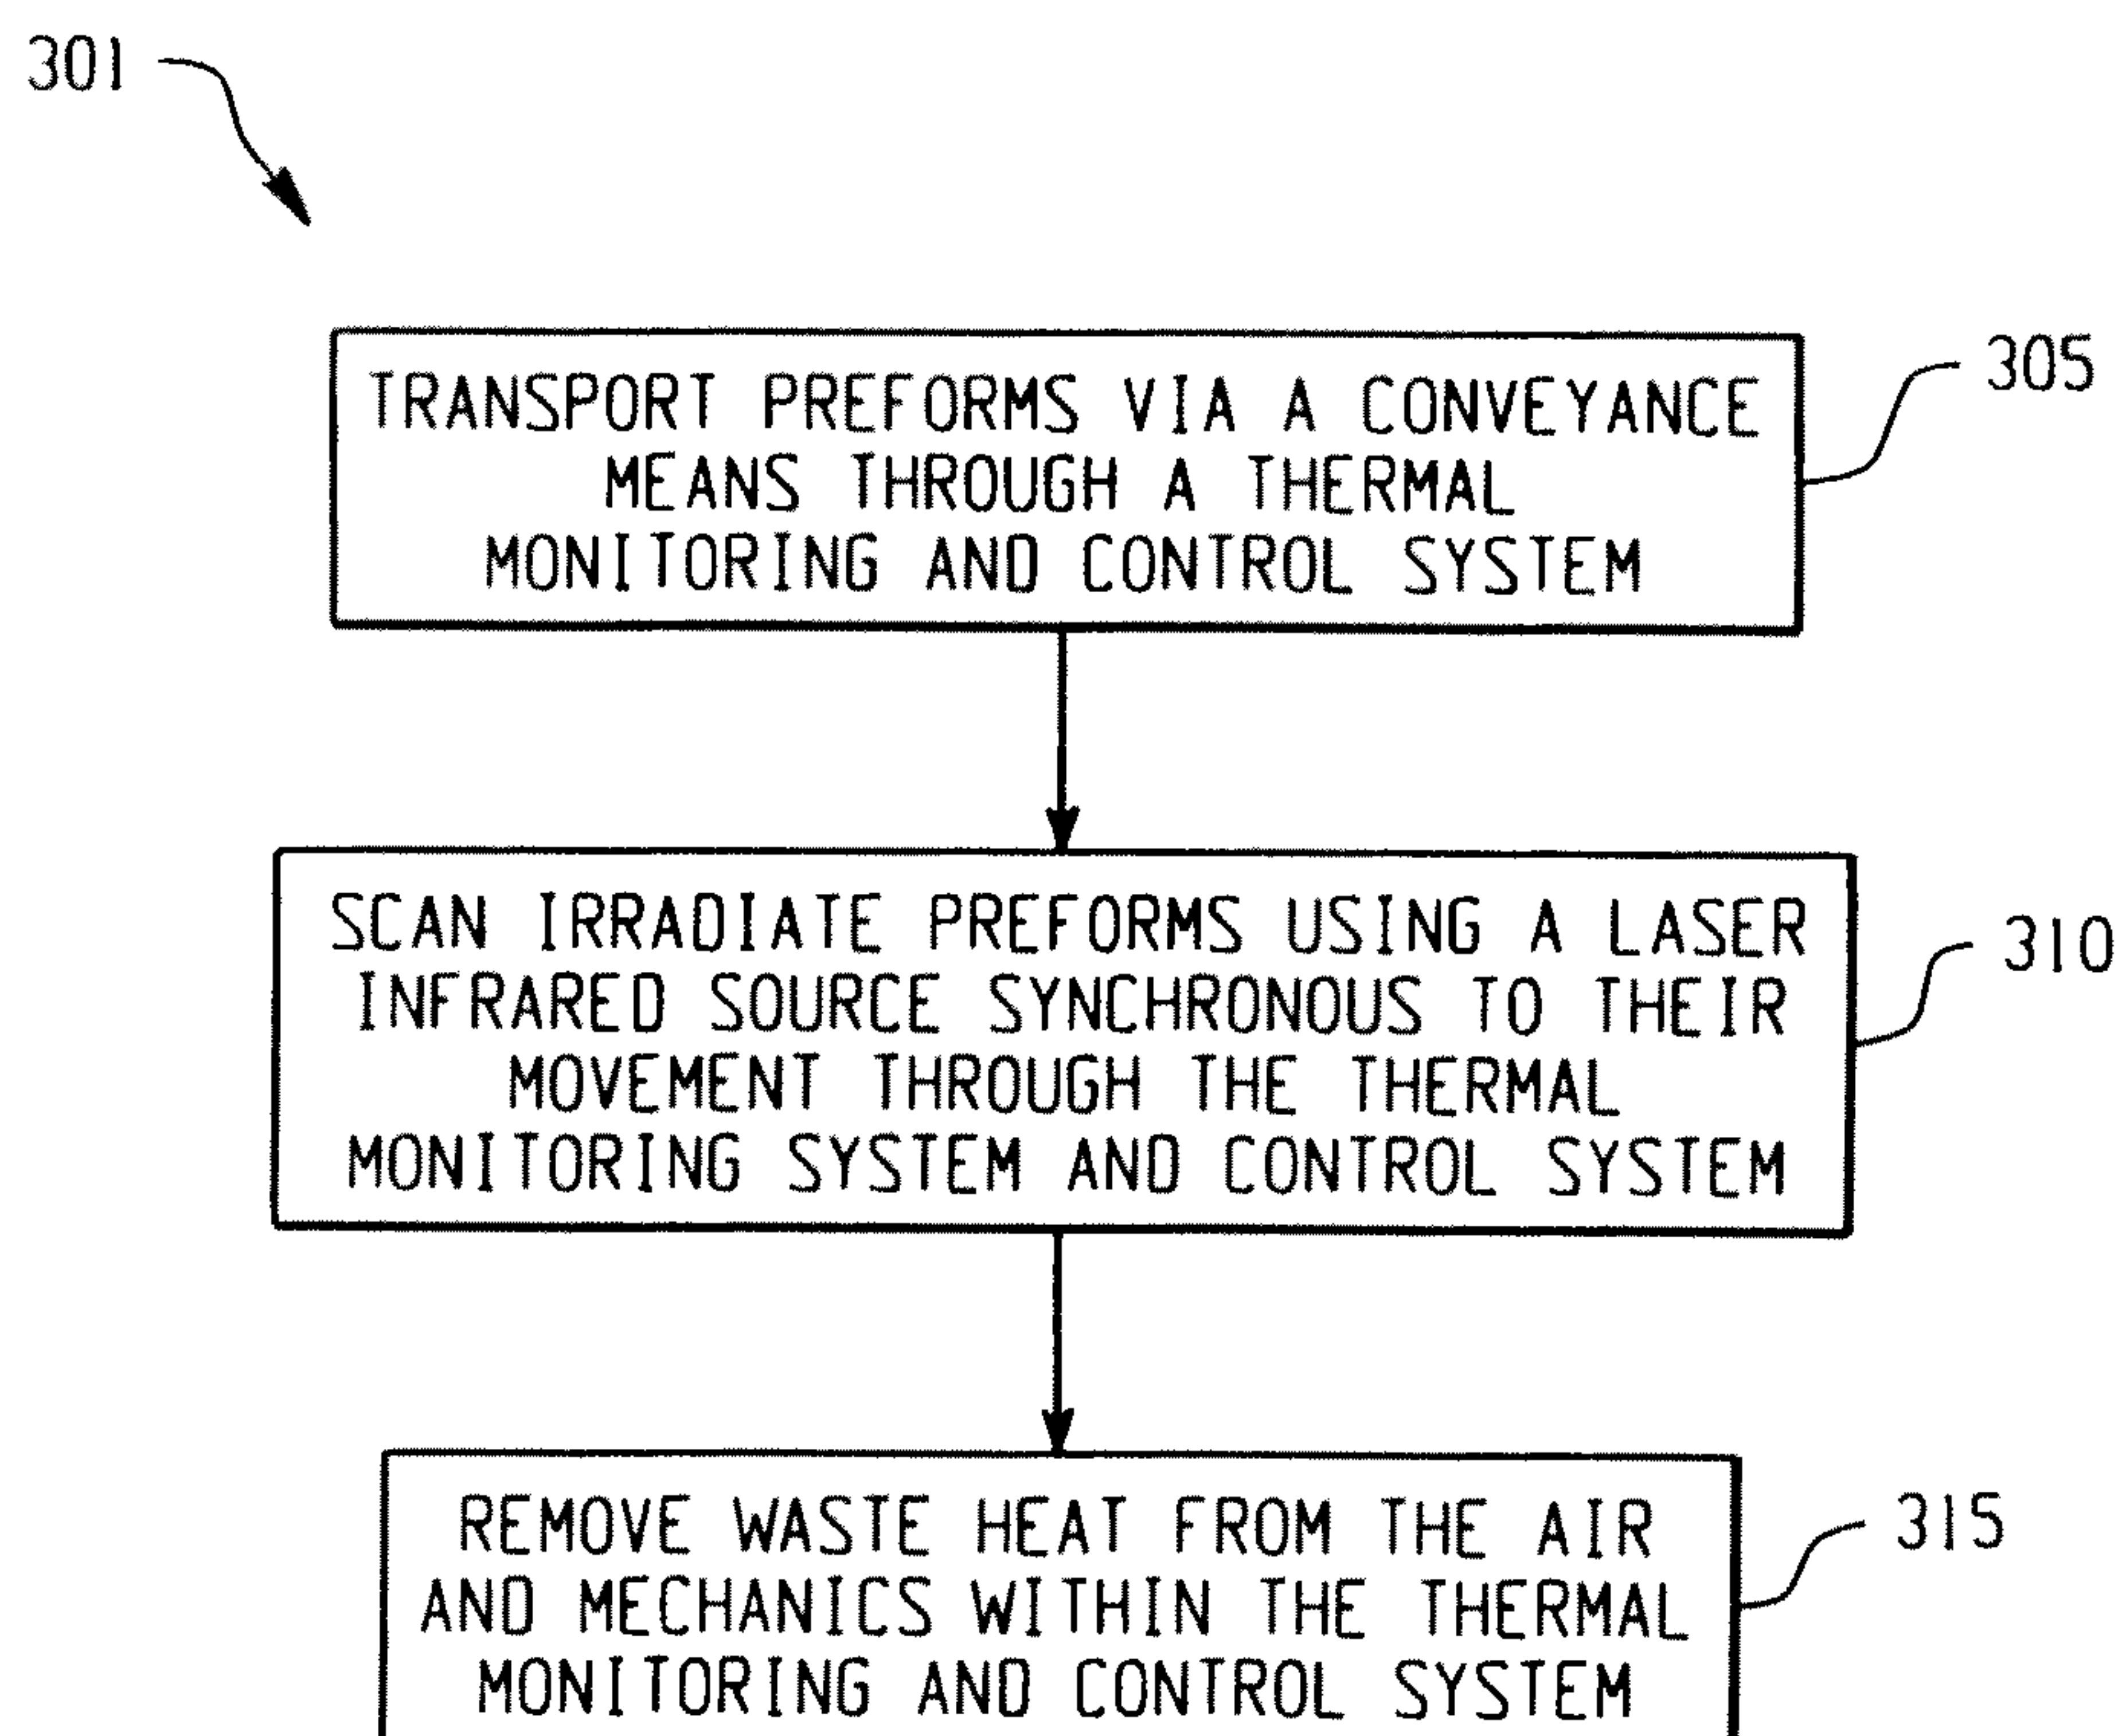 301
TRANSPORT PREFORMS VIA A CONVEYANCE
MEANS THROUGH A THERMAL
MONITORING AND CONTROL SYSTEM
305
SCAN IRRADIATE PREFORMS USING A LASER
INFRARED SOURCE SYNCHRONOUS TO THEIR
MOVEMENT THROUGH THE THERMAL
MONITORING SYSTEM AND CONTROL SYSTEM
310
REMOVE WASTE HEAT FROM THE AIR
AND MECHANICS WITHIN THE THERMAL
MONITORING AND CONTROL SYSTEM
315